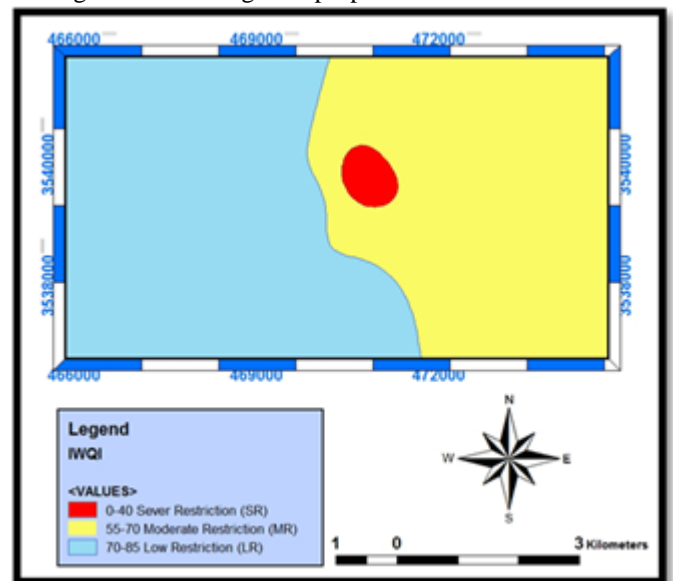 466000 469000 472000
3540000 3540000
3538000 3538000
466000 469000 472000
Legend
IWQI
<VALUES>
0-40 Sever Restriction (SR)
55-70 Moderate Restriction (MR)
70-85 Low Restriction (LR)
N
W E
S
1 0 3 Kilometers